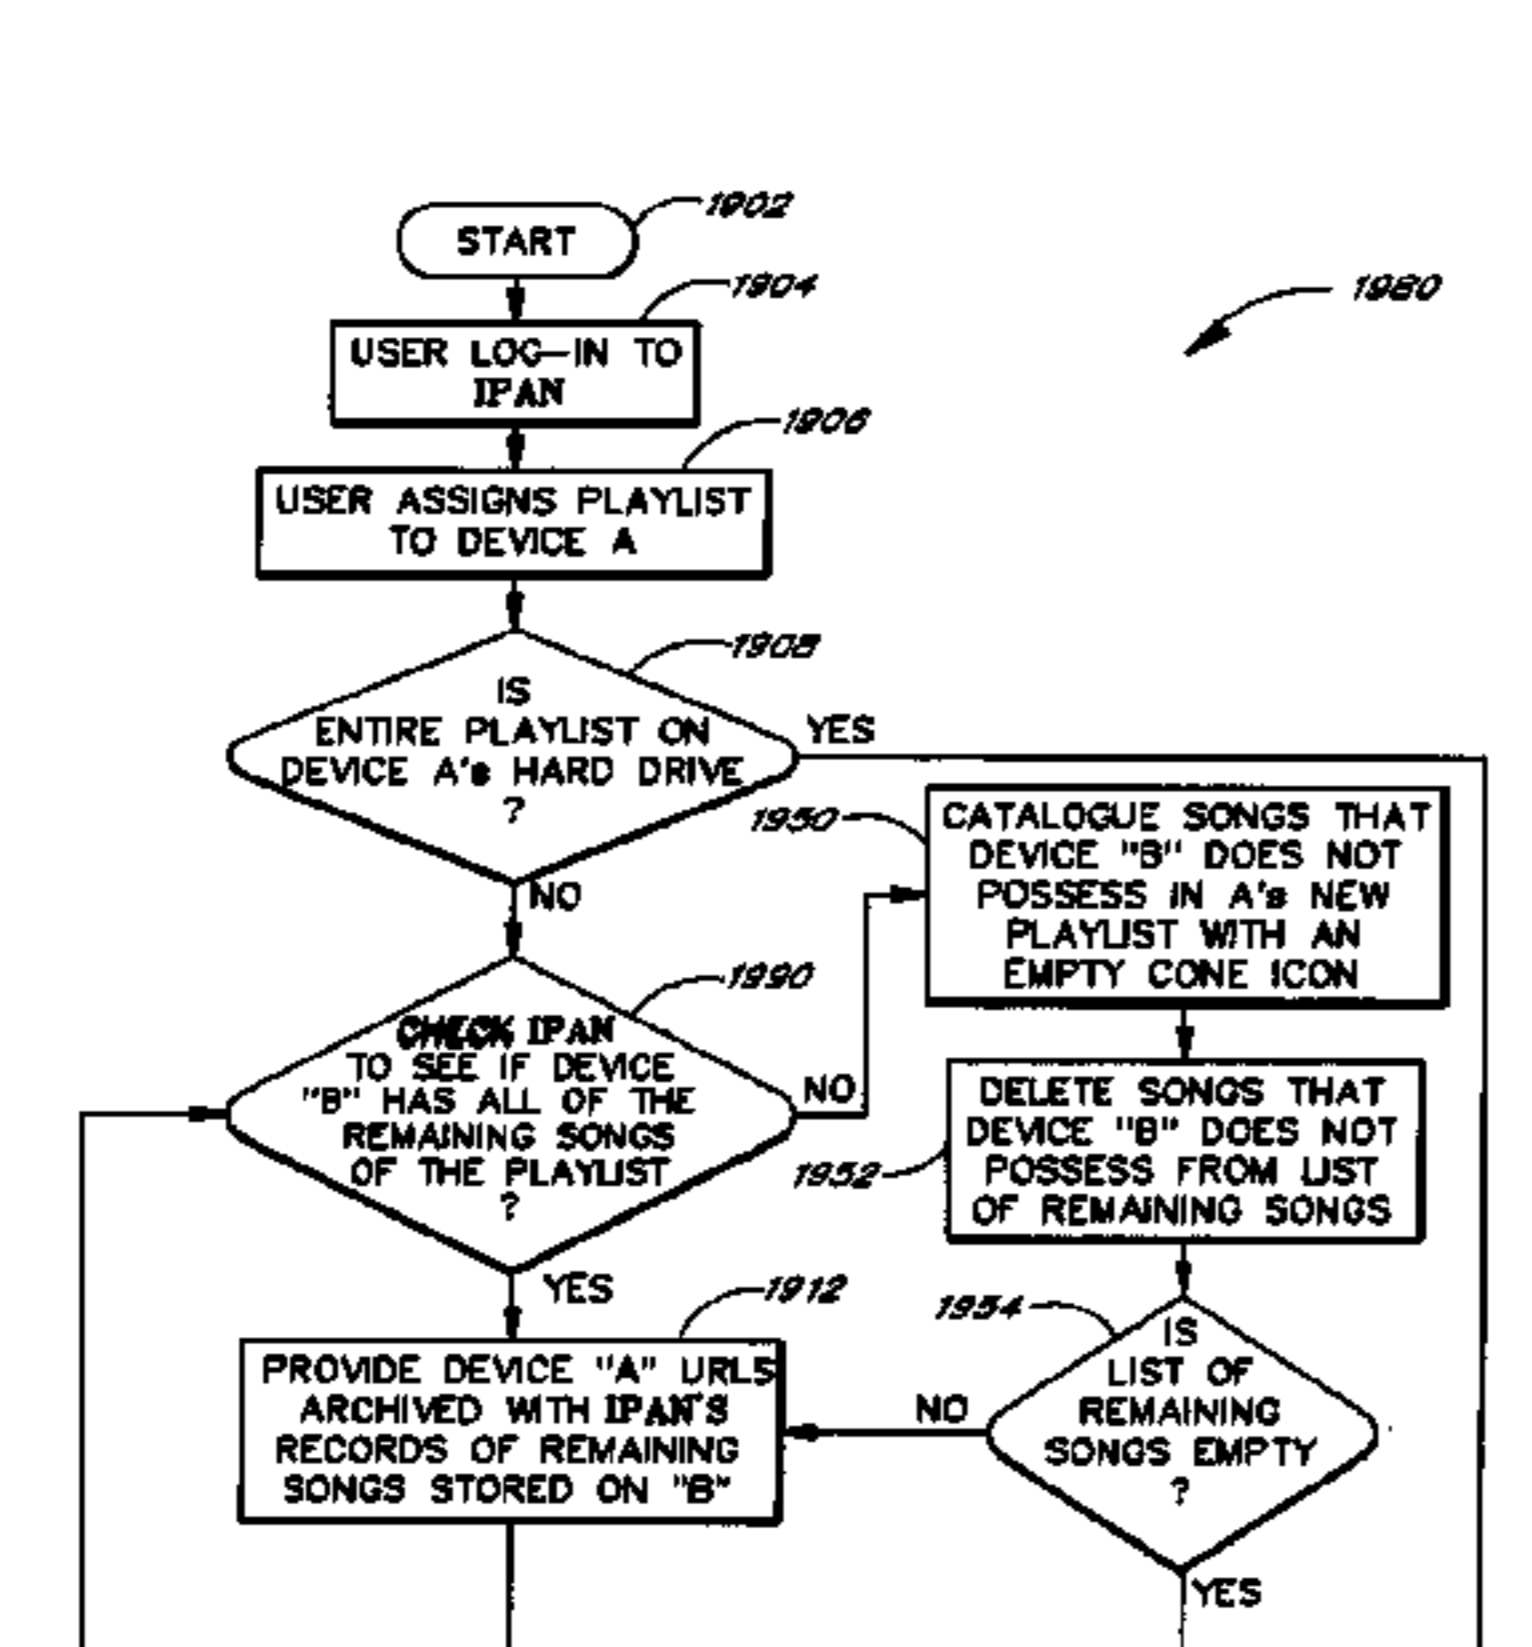 1902
START
1904
1980
USER LOG-IN TO
IPAN
1906
USER ASSIGNS PLAYLIST
TO DEVICE A
1908
IS
ENTIRE PLAYLIST ON
DEVICE A's HARD DRIVE
?
YES
NO
1950
CATALOGUE SONGS THAT
DEVICE "B" DOES NOT
POSSESS IN A's NEW
PLAYLIST WITH AN
EMPTY CONE ICON
1990
CHECK IPAN
TO SEE IF DEVICE
"B" HAS ALL OF THE
REMAINING SONGS
OF THE PLAYLIST
?
NO
YES
1952
DELETE SONGS THAT
DEVICE "B" DOES NOT
POSSESS FROM LIST
OF REMAINING SONGS
1912
PROVIDE DEVICE "A" URLS
ARCHIVED WITH IPAN'S
RECORDS OF REMAINING
SONGS STORED ON "B"
1954
IS
LIST OF
REMAINING
SONGS EMPTY
?
NO
YES